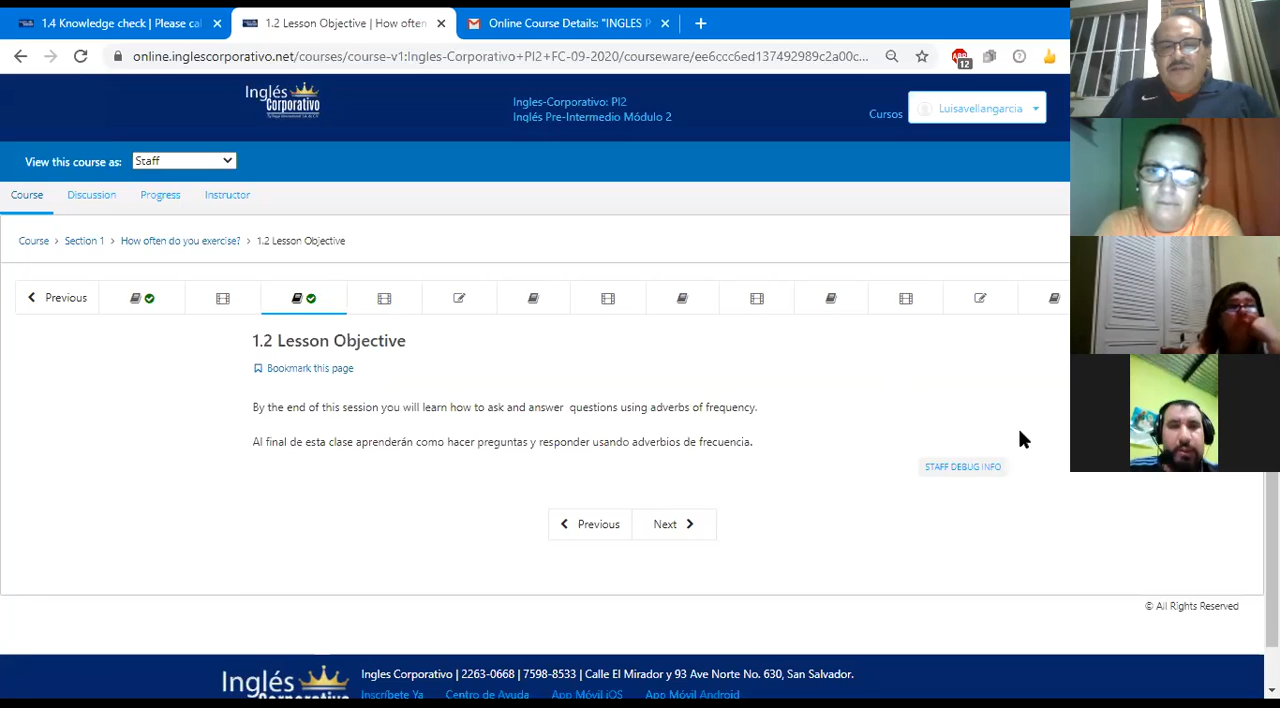 1.4 Knowledge check | Please ca
1.2 Lesson Objective | How often
Online Course Details: "INGLES P
online.inglescorporativo.net/courses/course-v1:Ingles-Corporativo+PI2+FC-09-2020/courseware/ee6ccc6ed137492989c2a00c...
12
Inglés
Corporativo
Ingles-Corporativo: PI2
Inglés Pre-Intermedio Módulo 2
Cursos
Luisavellangarcia
View this course as:
Staff
Course
Discussion
Progress
Instructor
Course > Section 1 > How often do you exercise? > 1.2 Lesson Objective
Previous
1.2 Lesson Objective
Bookmark this page
By the end of this session you will learn how to ask and answer questions using adverbs of frequency.
Al final de esta clase aprenderán como hacer preguntas y responder usando adverbios de frecuencia.
STAFF DEBUG INFO
Previous
Next
© All Rights Reserved
Inglés
Corporativo
Ingles Corporativo | 2263-0668 | 7598-8533 | Calle El Mirador y 93 Ave Norte No. 630, San Salvador.
Inscríbete Ya
Centro de Ayuda
App Móvil iOS
App Móvil Android